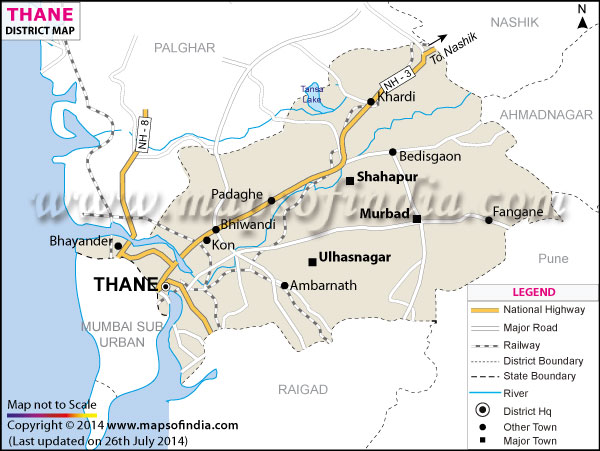 THANE
DISTRICT MAP
NASHIK
N
PALGHAR
To Nashik
NH - 3
Tansa
Lake
Khardi
AHMADNAGAR
NH - 8
Bedisgaon
Shahapur
Padaghe
www.mapsofindia.com
Murbad
Fangane
Bhiwandi
Bhayander
Kon
Pune
Ulhasnagar
THANE
Ambarnath
MUMBAI SUB
URBAN
RAIGAD
LEGEND
National Highway
Major Road
Railway
District Boundary
State Boundary
River
District Hq
Other Town
Major Town
Map not to Scale
Copyright © 2014 www.mapsofindia.com
(Last updated on 26th July 2014)